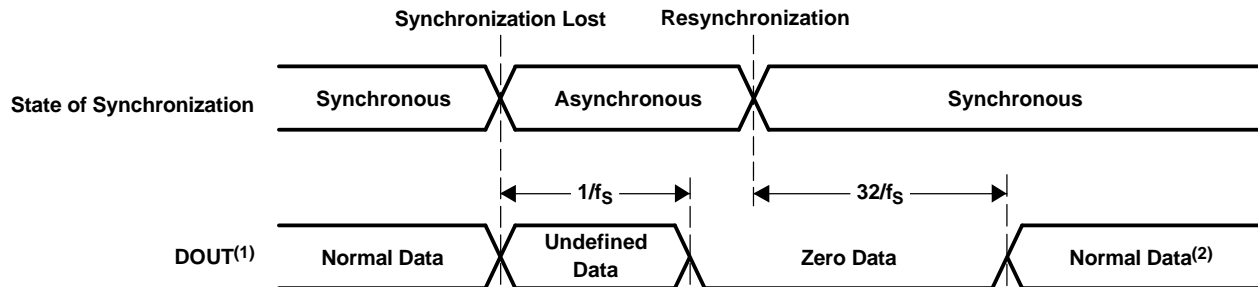 Synchronization Lost
Resynchronization
State of Synchronization
Synchronous
Asynchronous
Synchronous
1/fS
32/fS
DOUT(1)
Normal Data
Undefined
Data
Zero Data
Normal Data(2)